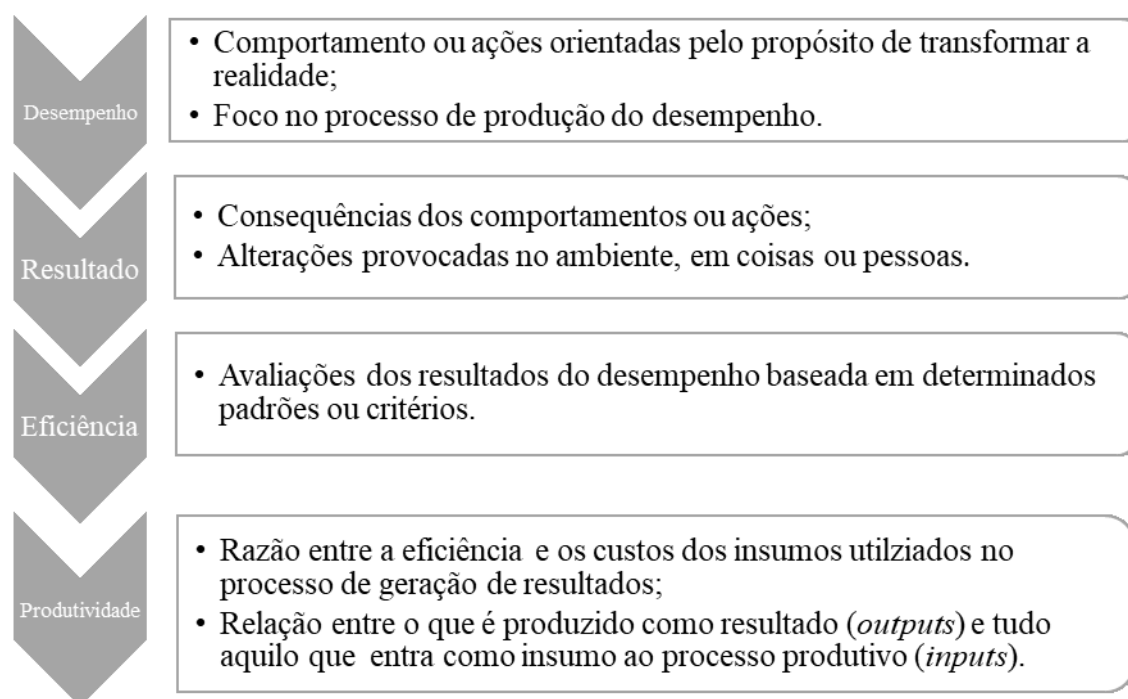 Desempenho
• Comportamento ou ações orientadas pelo propósito de transformar a
realidade;
• Foco no processo de produção do desempenho.
Resultado
• Consequências dos comportamentos ou ações;
• Alterações provocadas no ambiente, em coisas ou pessoas.
Eficiência
• Avaliações dos resultados do desempenho baseada em determinados
padrões ou critérios.
Produtividade
• Razão entre a eficiência e os custos dos insumos utilziados no
processo de geração de resultados;
• Relação entre o que é produzido como resultado (outputs) e tudo
aquilo que entra como insumo ao processo produtivo (inputs).